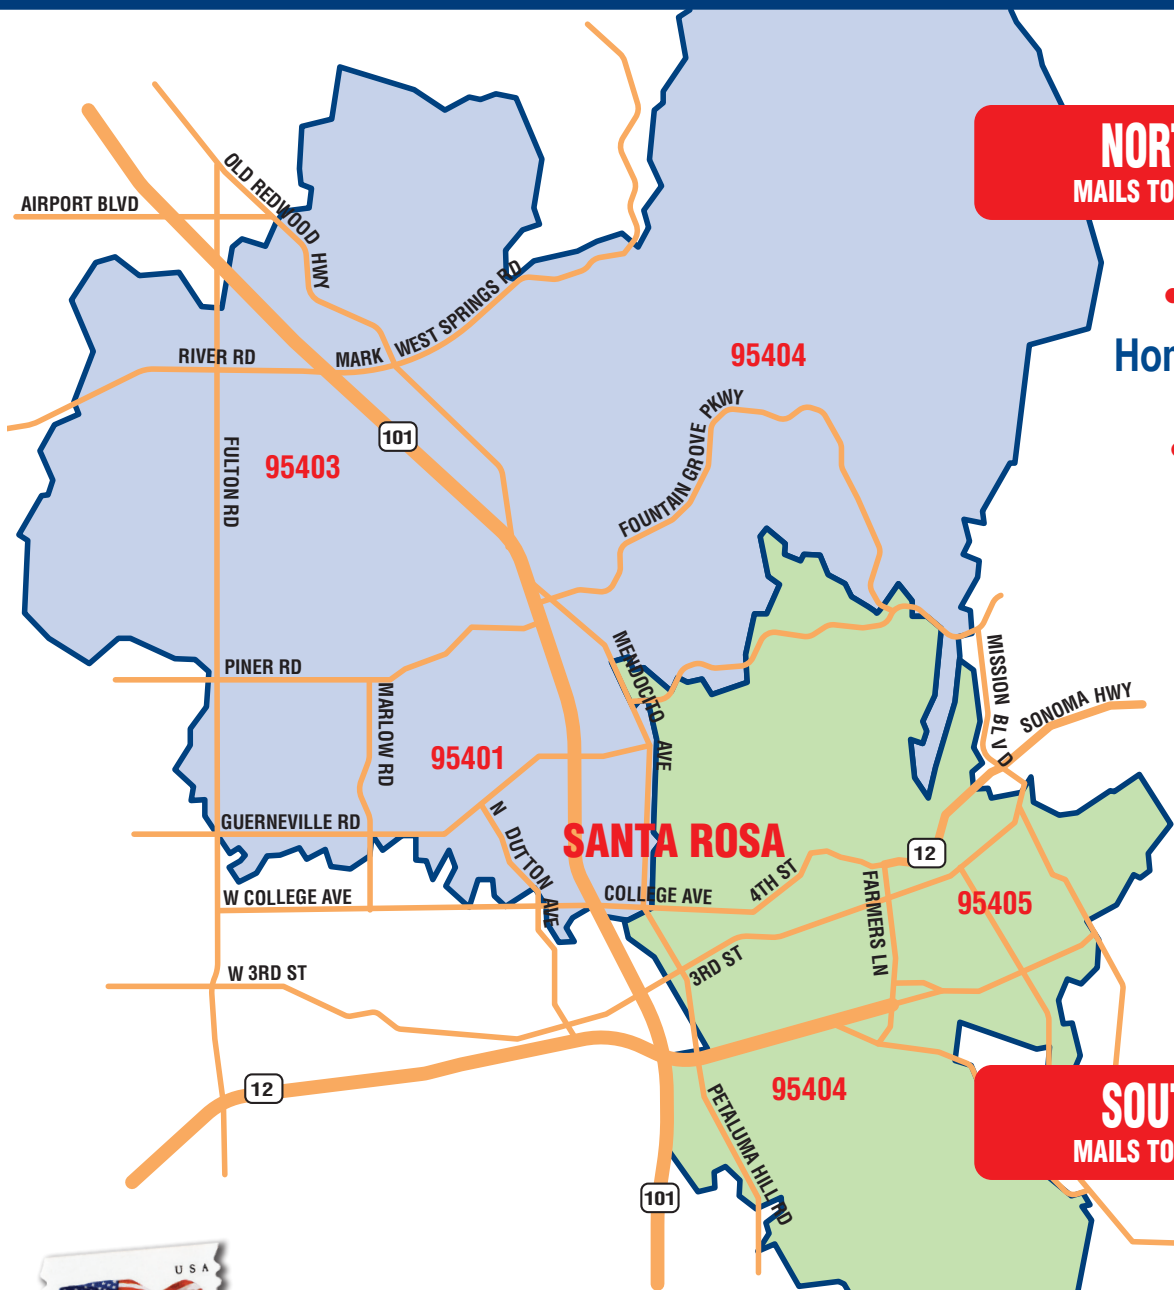 NORT
MAILS TO
AIRPORT BLVD
OLD REDWOOD HWY
MARK WEST SPRINGS RD
RIVER RD
95404
Hon
FOUNTAIN GROVE PKWY
101
FULTON RD
95403
PINER RD
MENDOCITO AVE
MISSION BLVD
SONOMA HWY
MARLOW RD
95401
GUERNEVILLE RD
N DUTTON AVE
SANTA ROSA
12
4TH ST
FARMERS LN
W COLLEGE AVE
COLLEGE AVE
95405
W 3RD ST
3RD ST
12
95404
PETALUMA HILL RD
SOUT
MAILS TO
101
USA